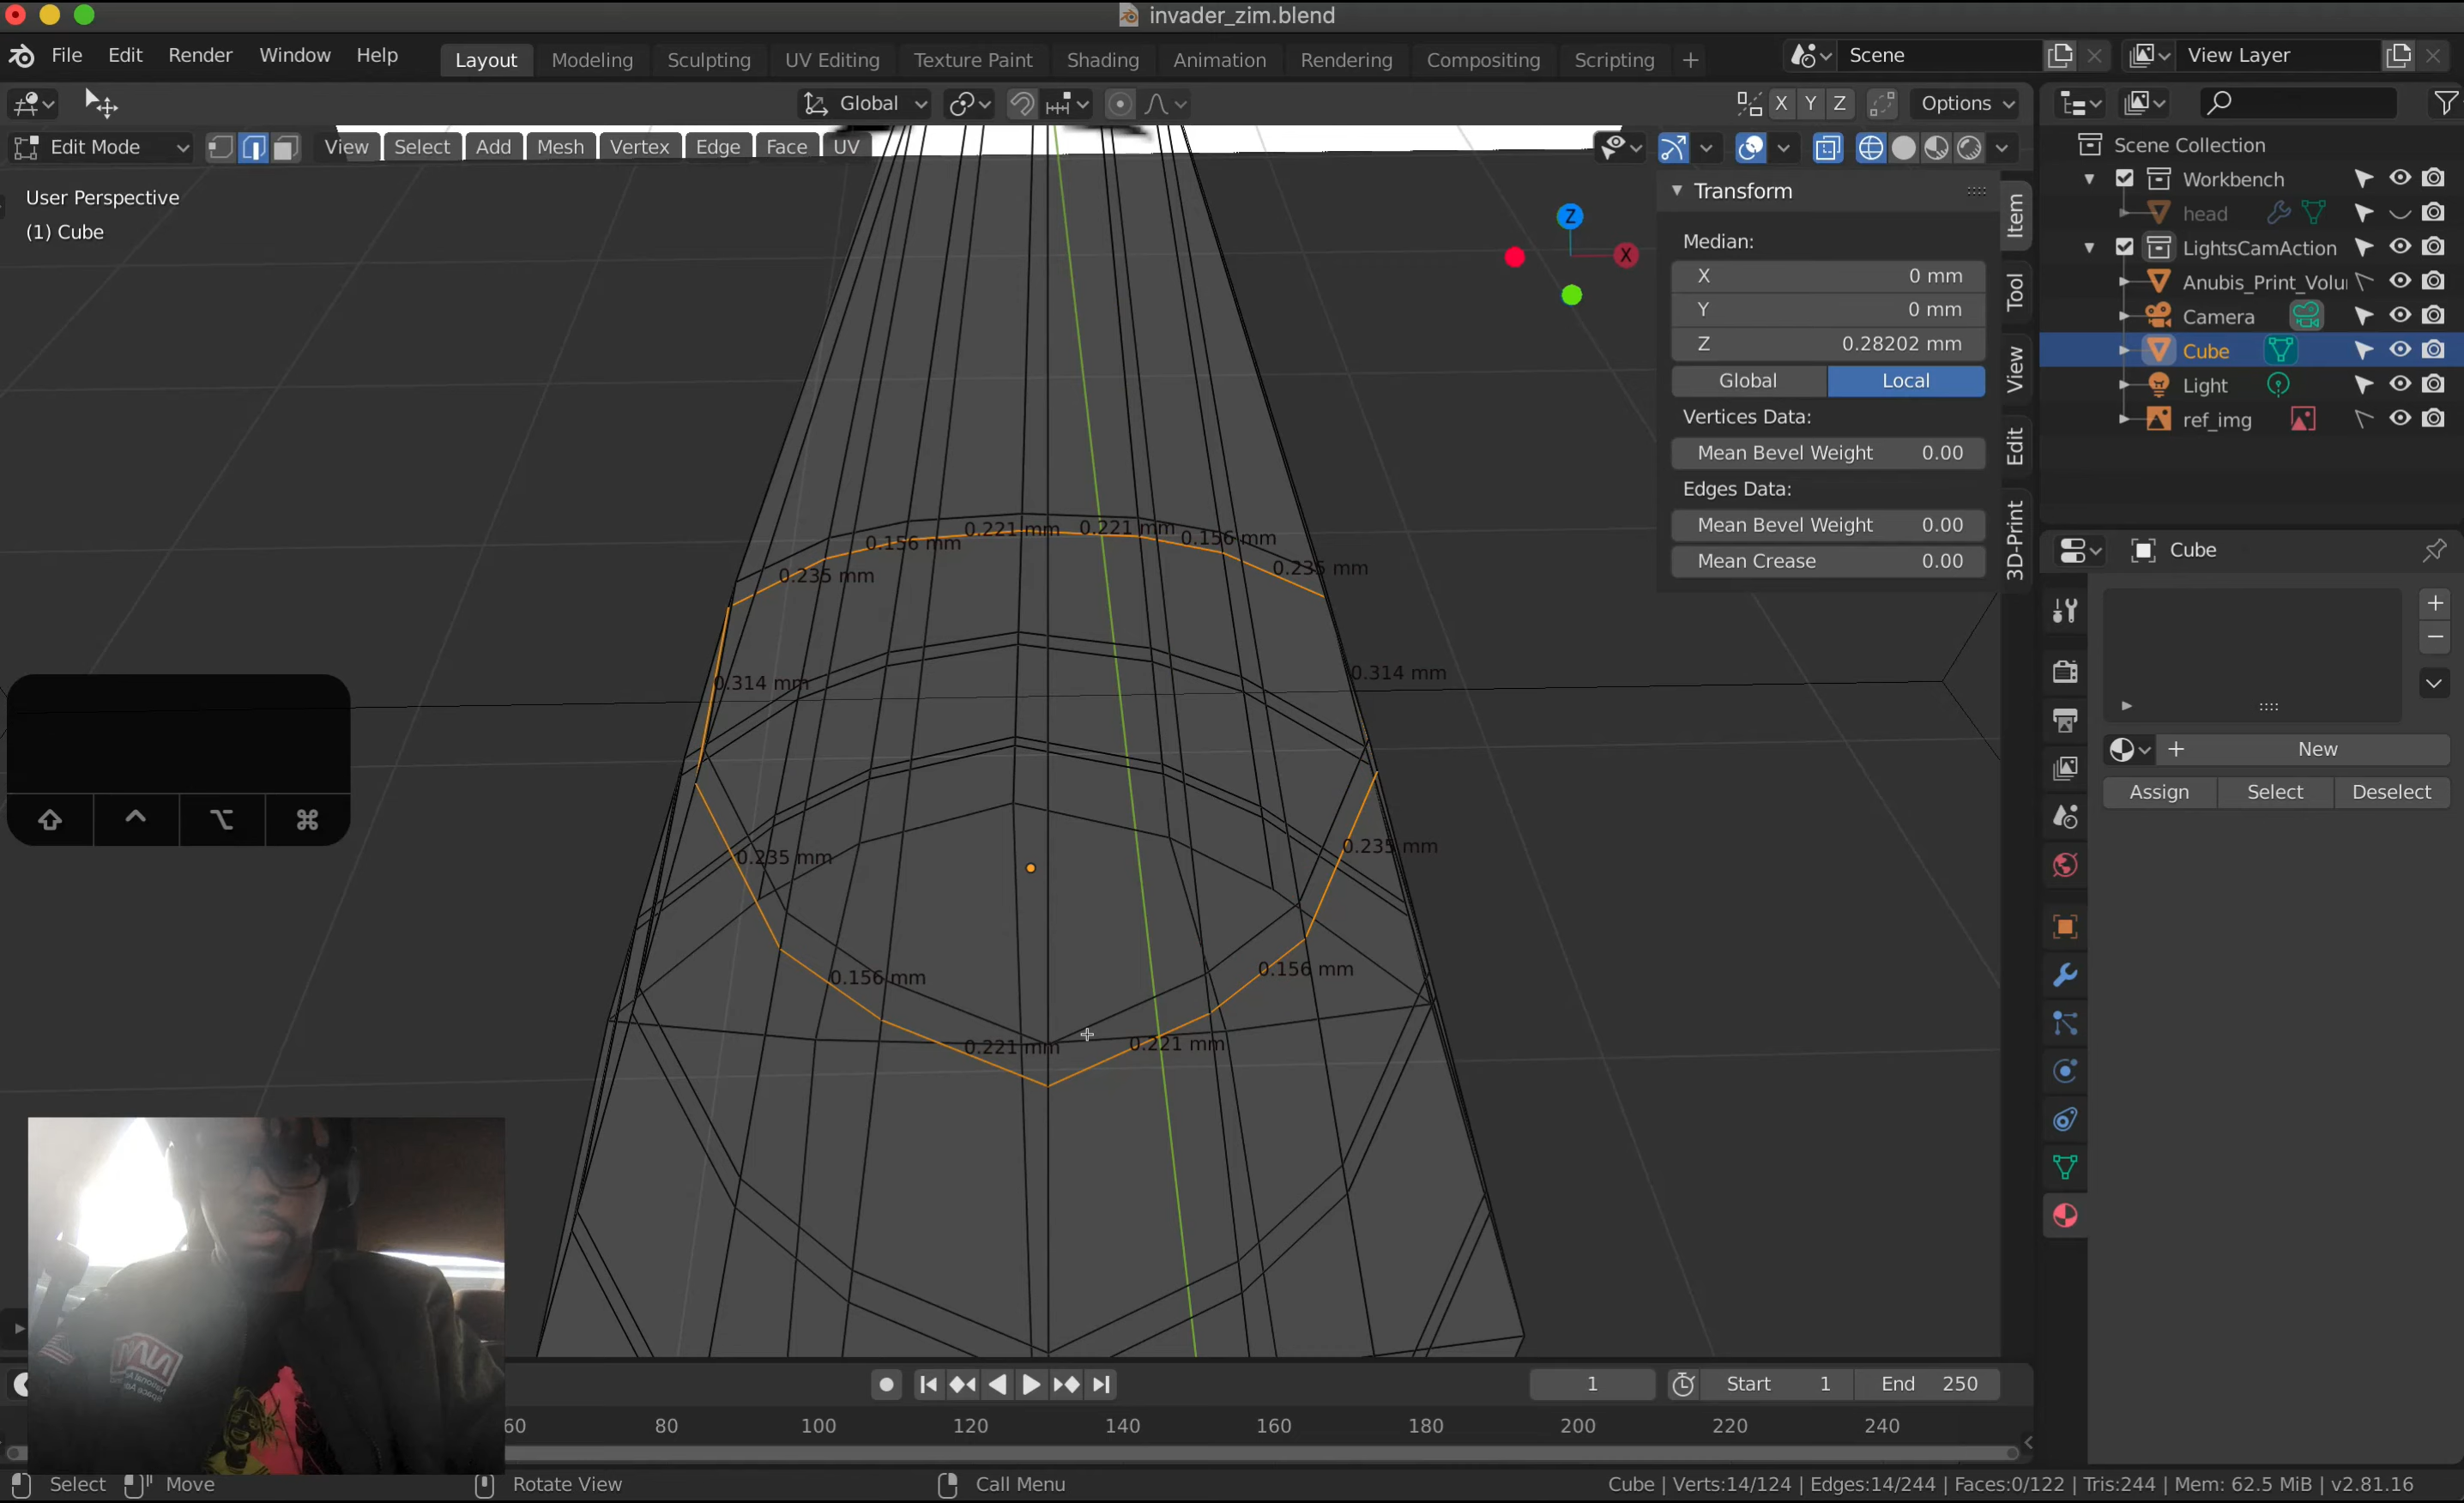 invader_zim.blend
File Edit Render Window Help Layout Modeling Sculpting UV Editing Texture Paint Shading Animation Rendering Compositing Scripting + Scene View Layer
Global X Y Z Options
Edit Mode View Select Add Mesh Vertex Edge Face UV
User Perspective
(1) Cube
Z
X
Transform
Median:
X 0 mm
Y 0 mm
Z 0.28202 mm
Global Local
Vertices Data:
Mean Bevel Weight 0.00
Edges Data:
Mean Bevel Weight 0.00
Mean Crease 0.00
Item
Tool
View
Edit
3D-Print
Scene Collection
Workbench
head
LightsCamAction
Anubis_Print_Volu
Camera
Cube
Light
ref_img
Cube
New
Assign Select Deselect
0.221 mm 0.221 mm
0.156 mm 0.156 mm
0.235 mm 0.235 mm
0.314 mm 0.314 mm
0.235 mm 0.235 mm
0.156 mm 0.156 mm
0.221 mm 0.221 mm
1 Start 1 End 250
60 80 100 120 140 160 180 200 220 240
Select Move Rotate View Call Menu Cube | Verts:14/124 | Edges:14/244 | Faces:0/122 | Tris:244 | Mem: 62.5 MiB | v2.81.16